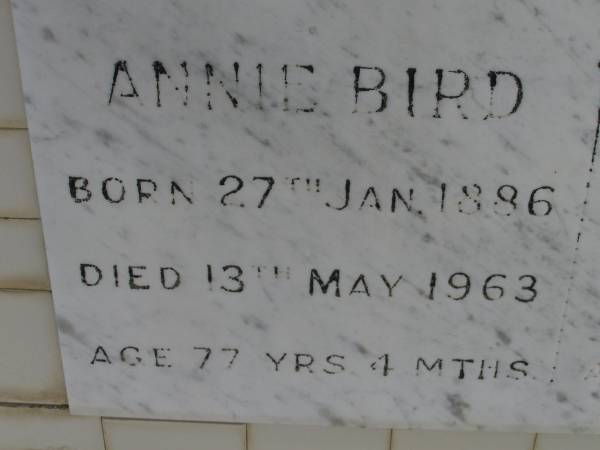 ANNIE BIRD
BORN 27TH JAN. 1886
DIED 13TH MAY 1963
AGE 77 YRS 4 MTHS.